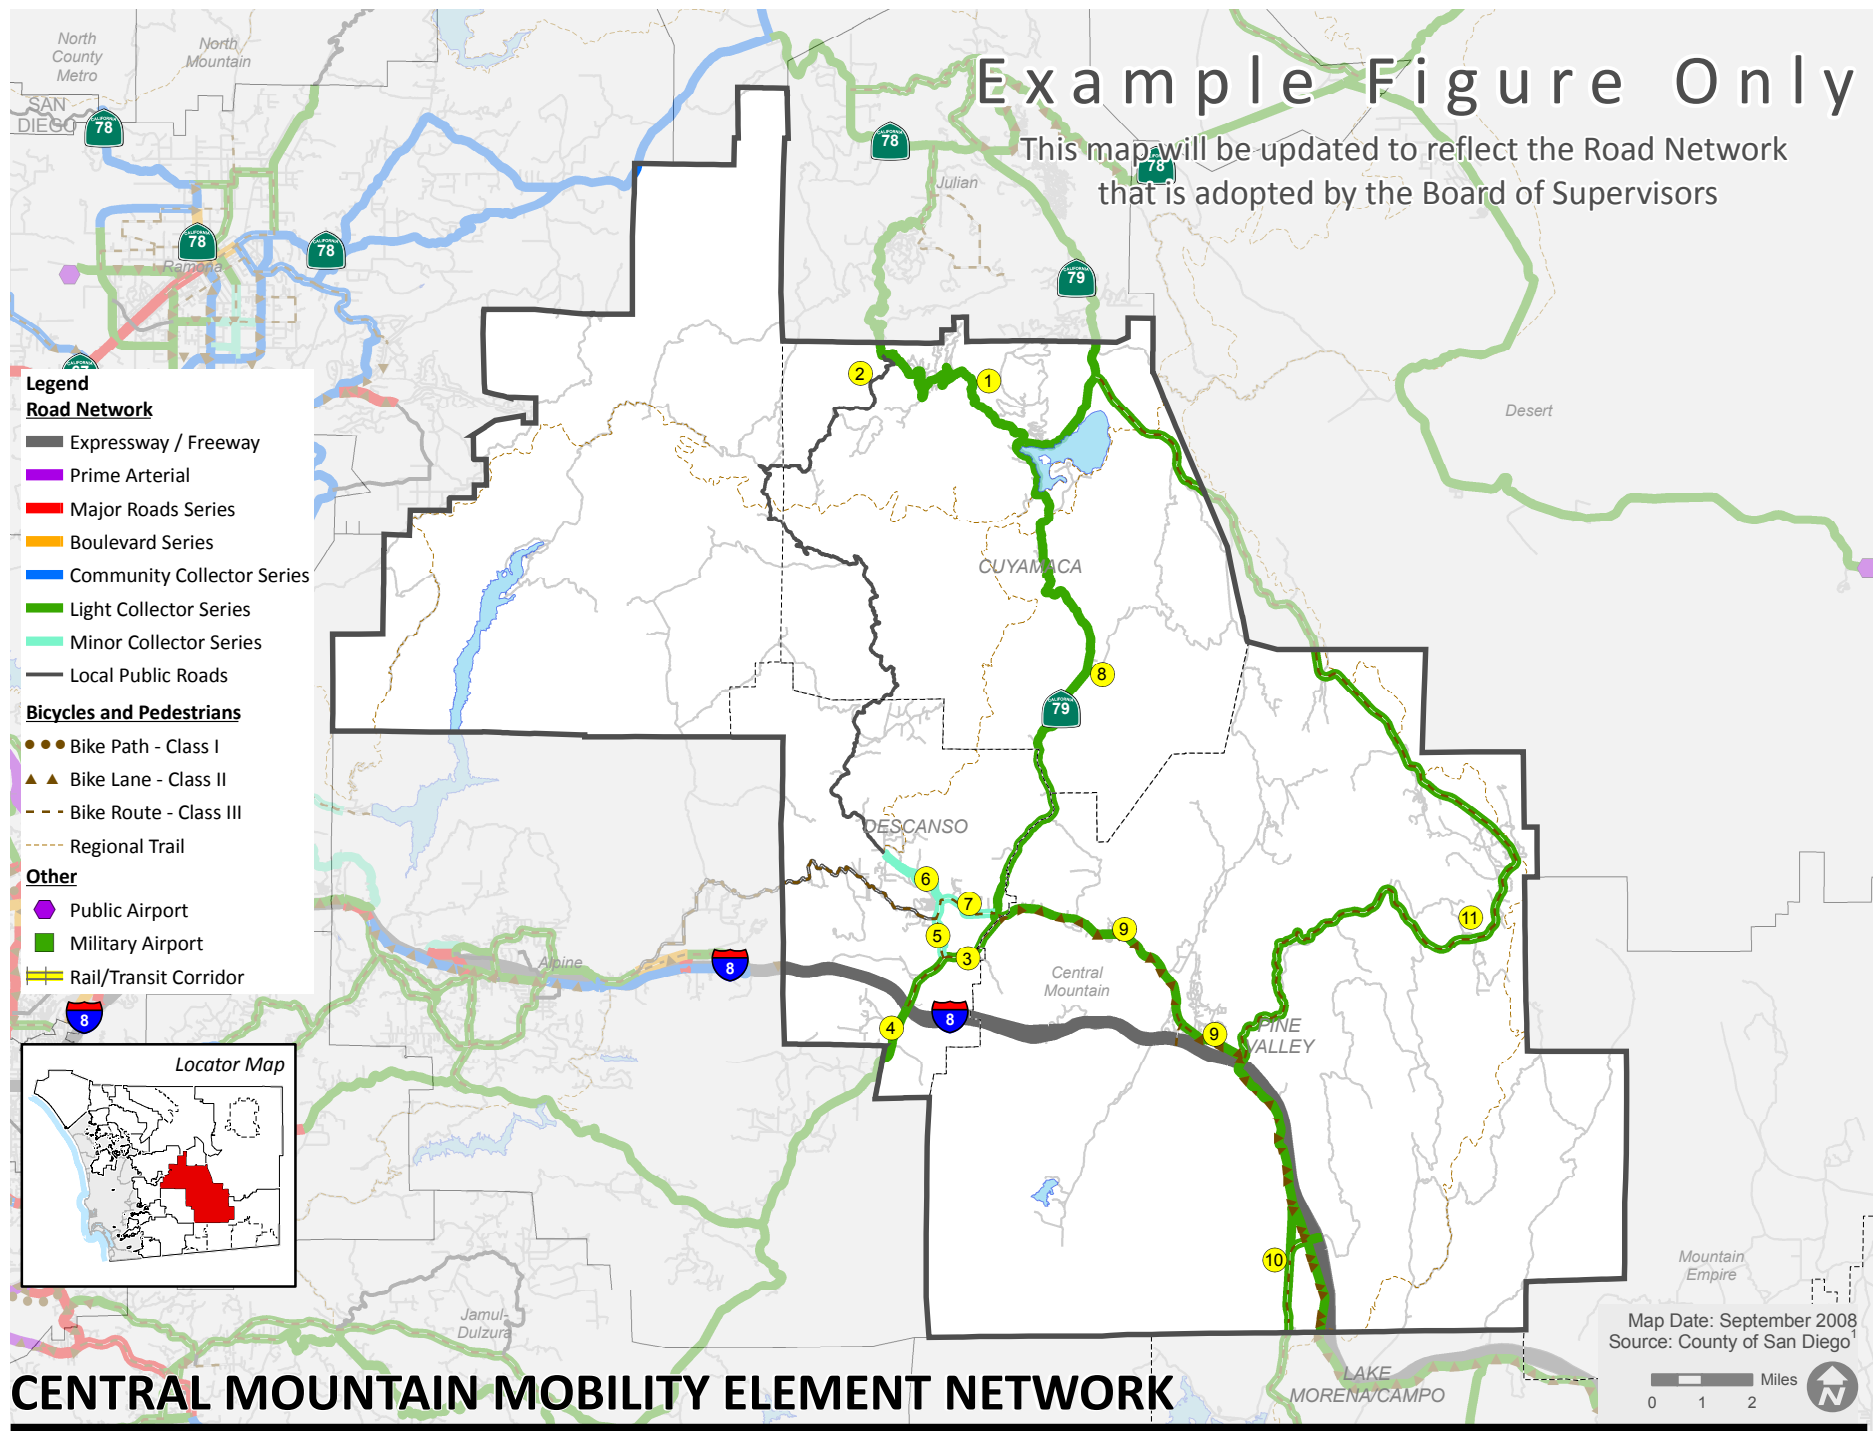 North
County
Metro
North
Mountain
SAN
DIEGO
CALIFORNIA
78
Example Figure Only
This map will be updated to reflect the Road Network
that is adopted by the Board of Supervisors
CALIFORNIA
78
78
Julian
CALIFORNIA
78
CALIFORNIA
78
Ramona
CALIFORNIA
79
2
1
Desert
Legend
Road Network
Expressway / Freeway
Prime Arterial
Major Roads Series
Boulevard Series
Community Collector Series
Light Collector Series
Minor Collector Series
Local Public Roads
Bicycles and Pedestrians
Bike Path - Class I
Bike Lane - Class II
Bike Route - Class III
Regional Trail
Other
Public Airport
Military Airport
Rail/Transit Corridor
CUYAMACA
8
CALIFORNIA
79
DESCANSO
6
7
5
3
9
11
Alpine
8
Central
Mountain
8
4
9
PINE
VALLEY
8
Locator Map
10
Mountain
Empire
Jamul-
Dulzura
Map Date: September 2008
Source: County of San Diego1
LAKE
MORENA/CAMPO
Miles
0 1 2
N
CENTRAL MOUNTAIN MOBILITY ELEMENT NETWORK